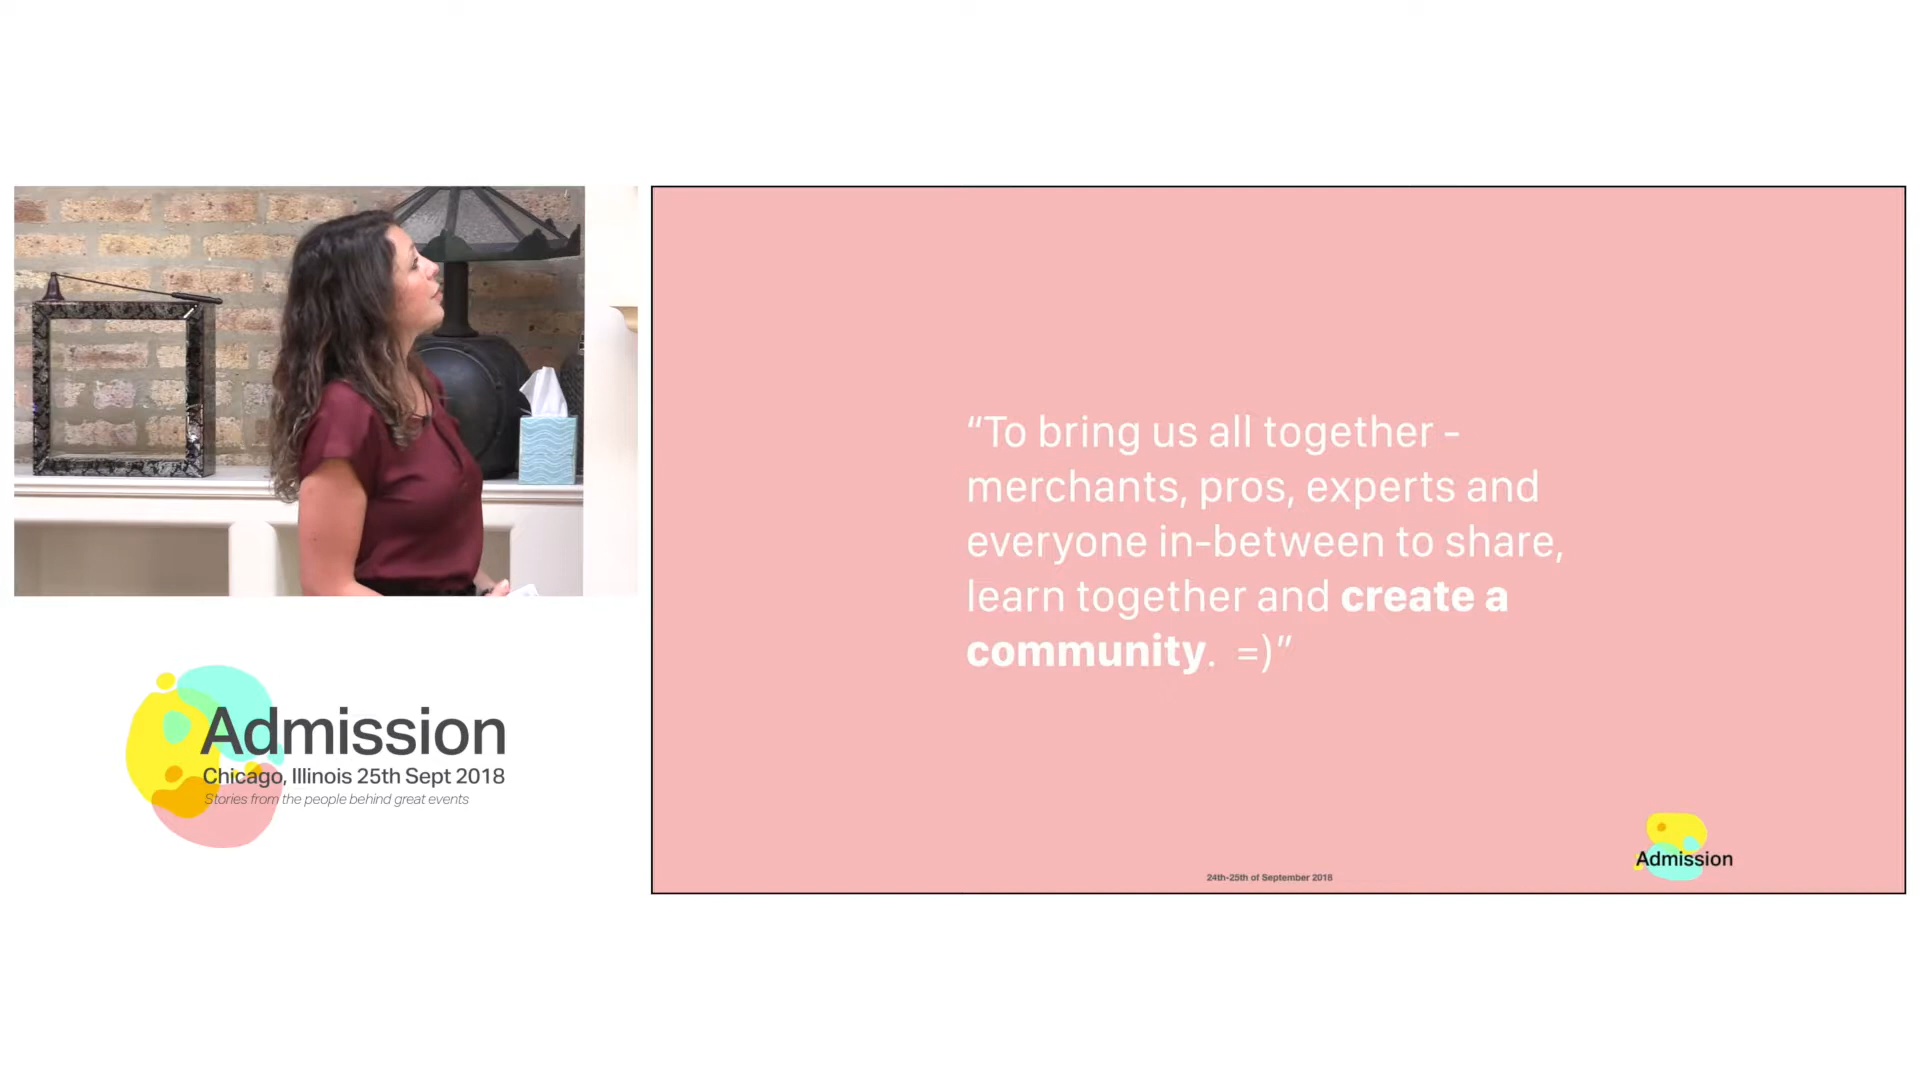 Admission
Chicago, Illinois 25th Sept 2018
Stories from the people behind great events
“To bring us all together -
merchants, pros, experts and
everyone in-between to share,
learn together and create a
community.  =)”
24th-25th of September 2018
Admission